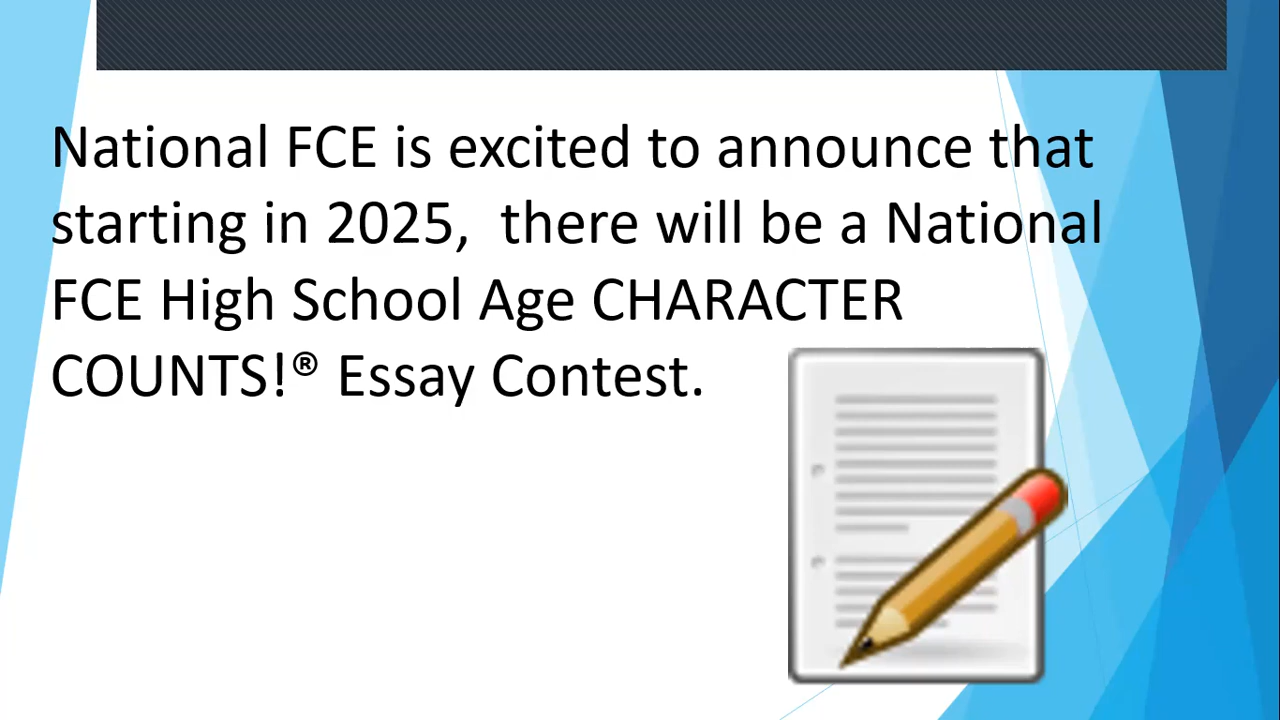 National FCE is excited to announce that
starting in 2025,  there will be a National
FCE High School Age CHARACTER
COUNTS!® Essay Contest.